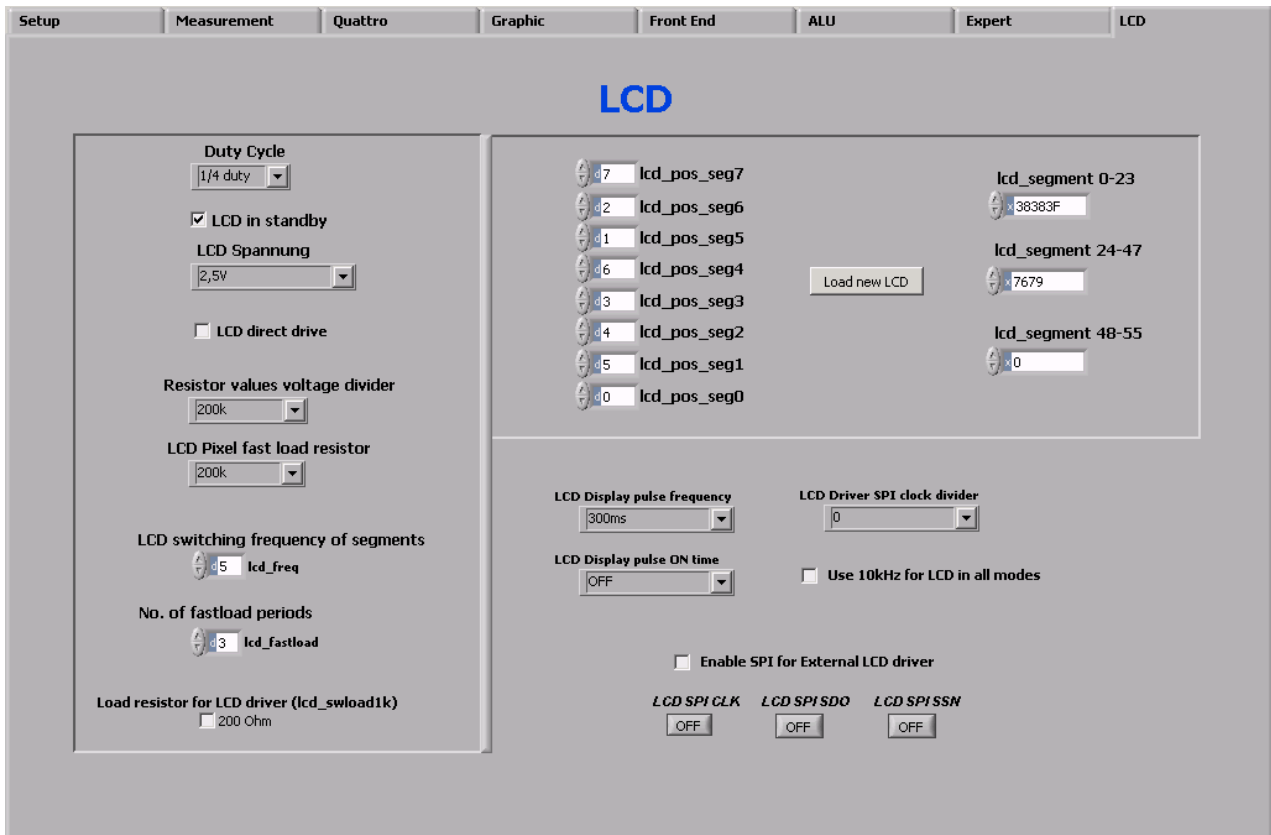 Setup Measurement Quattro Graphic Front End ALU Expert LCD
LCD
Duty Cycle
1/4 duty
LCD in standby
LCD Spannung
2,5V
LCD direct drive
Resistor values voltage divider
200k
LCD Pixel fast load resistor
200k
LCD switching frequency of segments
d 5 lcd_freq
No. of fastload periods
d 3 lcd_fastload
Load resistor for LCD driver (lcd_swload1k)
200 Ohm
d 7 lcd_pos_seg7
d 2 lcd_pos_seg6
d 1 lcd_pos_seg5
d 6 lcd_pos_seg4
d 3 lcd_pos_seg3
d 4 lcd_pos_seg2
d 5 lcd_pos_seg1
d 0 lcd_pos_seg0
Load new LCD
lcd_segment 0-23
x 38383F
lcd_segment 24-47
x 7679
lcd_segment 48-55
x 0
LCD Display pulse frequency
300ms
LCD Display pulse ON time
OFF
LCD Driver SPI clock divider
0
Use 10kHz for LCD in all modes
Enable SPI for External LCD driver
LCD SPI CLK LCD SPI SDO LCD SPI SSN
OFF OFF OFF